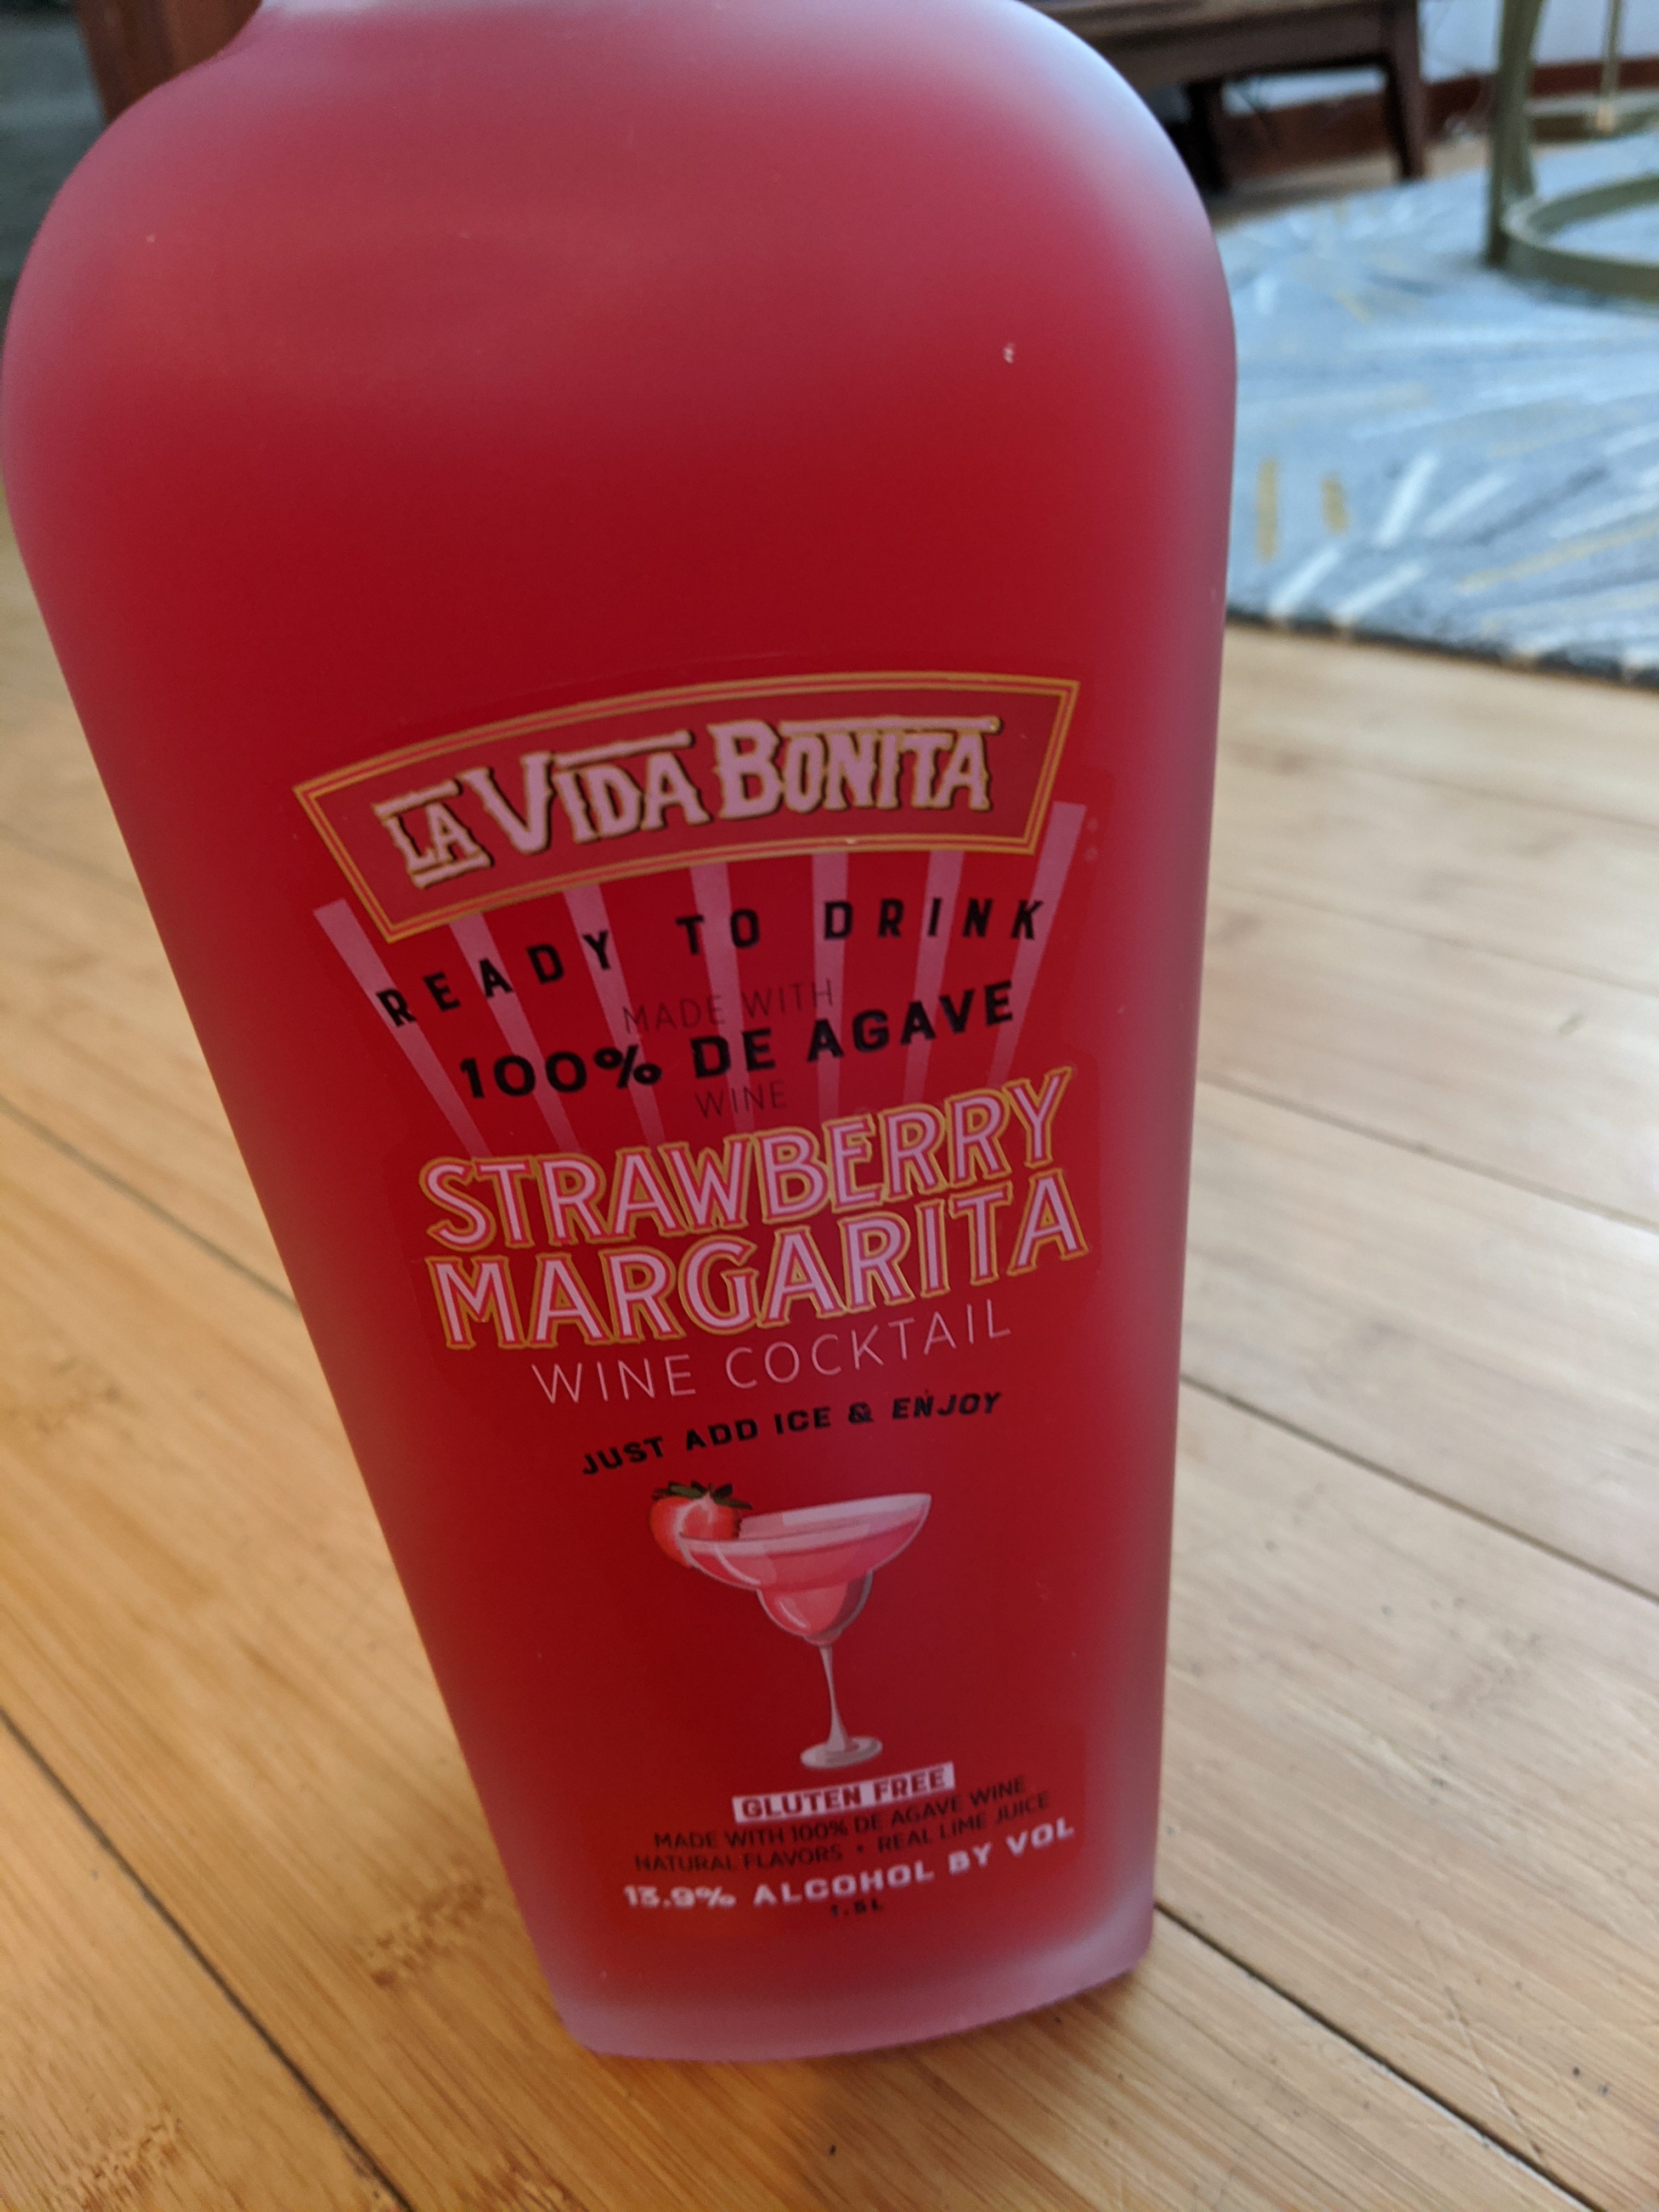 LA VIDA BONITA
READY TO DRINK
MADE WITH
100% DE AGAVE
WINE
STRAWBERRY
MARGARITA
WINE COCKTAIL
JUST ADD ICE & ENJOY
GLUTEN FREE
MADE WITH 100% DE AGAVE WINE
NATURAL FLAVORS • REAL LIME JUICE
13.9% ALCOHOL BY VOL
1.5L